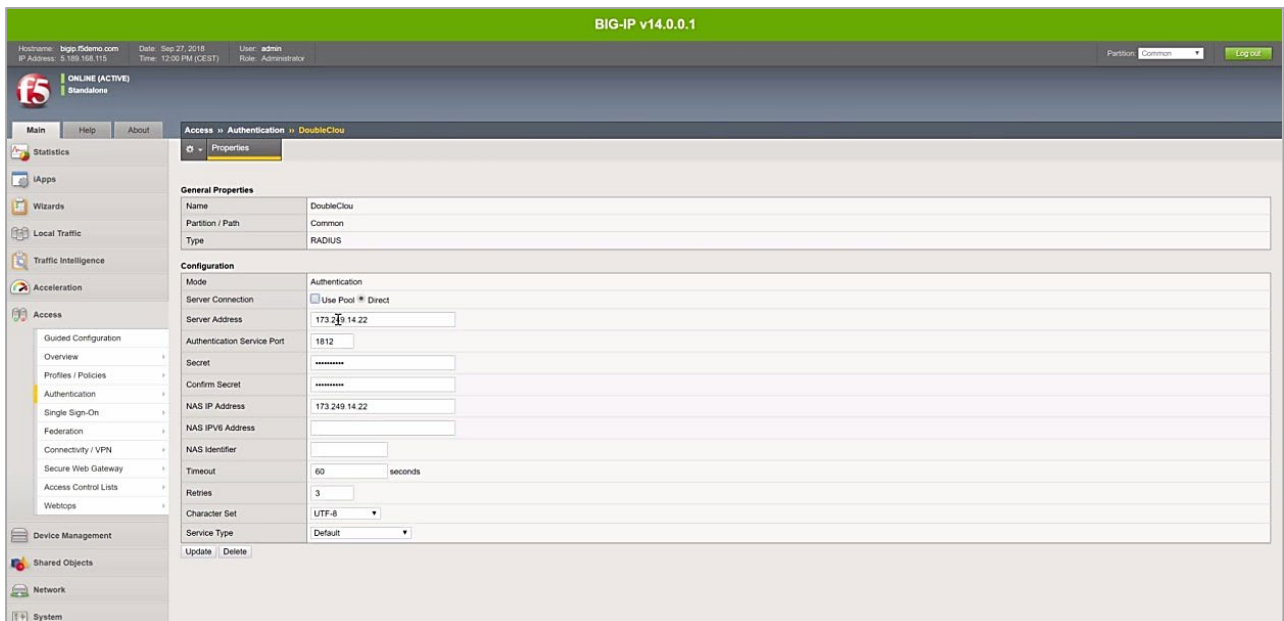 BIG-IP v14.0.0.1
Hostname: bigip.f5demo.com Date: Sep 27, 2018 User: admin
IP Address: 5.189.168.115 Time: 12:00 PM (CEST) Role: Administrator
Partition: Common Log out
f5
ONLINE (ACTIVE)
Standalone
Main Help About
Access » Authentication » DoubleClou
Properties
Statistics
iApps
Wizards
Local Traffic
Traffic Intelligence
Acceleration
Access
Guided Configuration
Overview
Profiles / Policies
Authentication
Single Sign-On
Federation
Connectivity / VPN
Secure Web Gateway
Access Control Lists
Webtops
Device Management
Shared Objects
Network
System
General Properties
Name DoubleClou
Partition / Path Common
Type RADIUS
Configuration
Mode Authentication
Server Connection Use Pool Direct
Server Address 173.249.14.22
Authentication Service Port 1812
Secret ••••••••••
Confirm Secret ••••••••••
NAS IP Address 173.249.14.22
NAS IPV6 Address
NAS Identifier
Timeout 60 seconds
Retries 3
Character Set UTF-8
Service Type Default
Update Delete